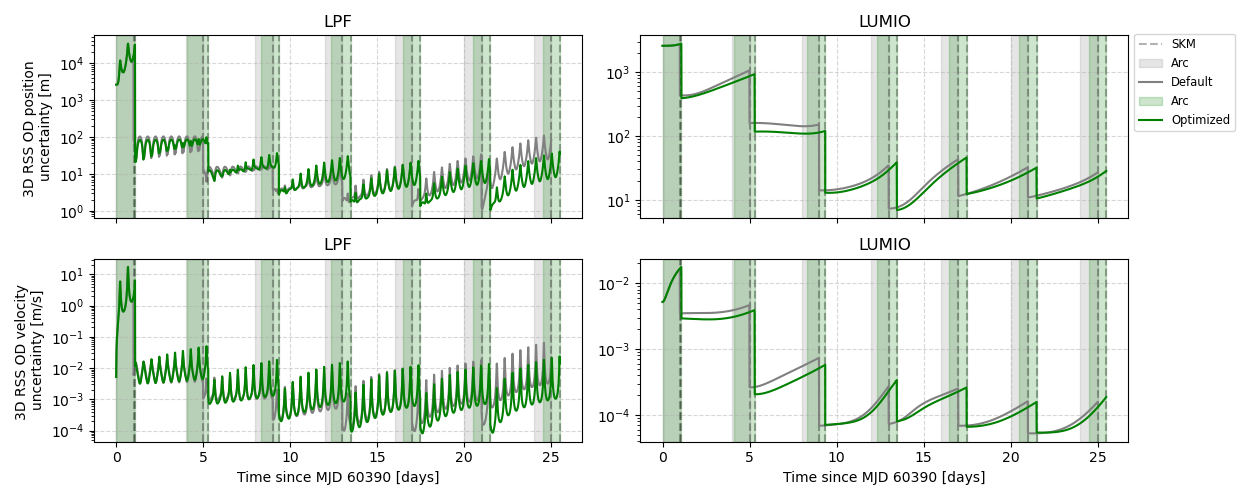 LPF
LUMIO
3D RSS OD position
uncertainty [m]
10⁴
10³
10²
10¹
10⁰
10³
10²
10¹
SKM
Arc
Default
Arc
Optimized
LPF
LUMIO
3D RSS OD velocity
uncertainty [m/s]
10¹
10⁰
10⁻¹
10⁻²
10⁻³
10⁻⁴
10⁻²
10⁻³
10⁻⁴
0 5 10 15 20 25
0 5 10 15 20 25
Time since MJD 60390 [days]
Time since MJD 60390 [days]